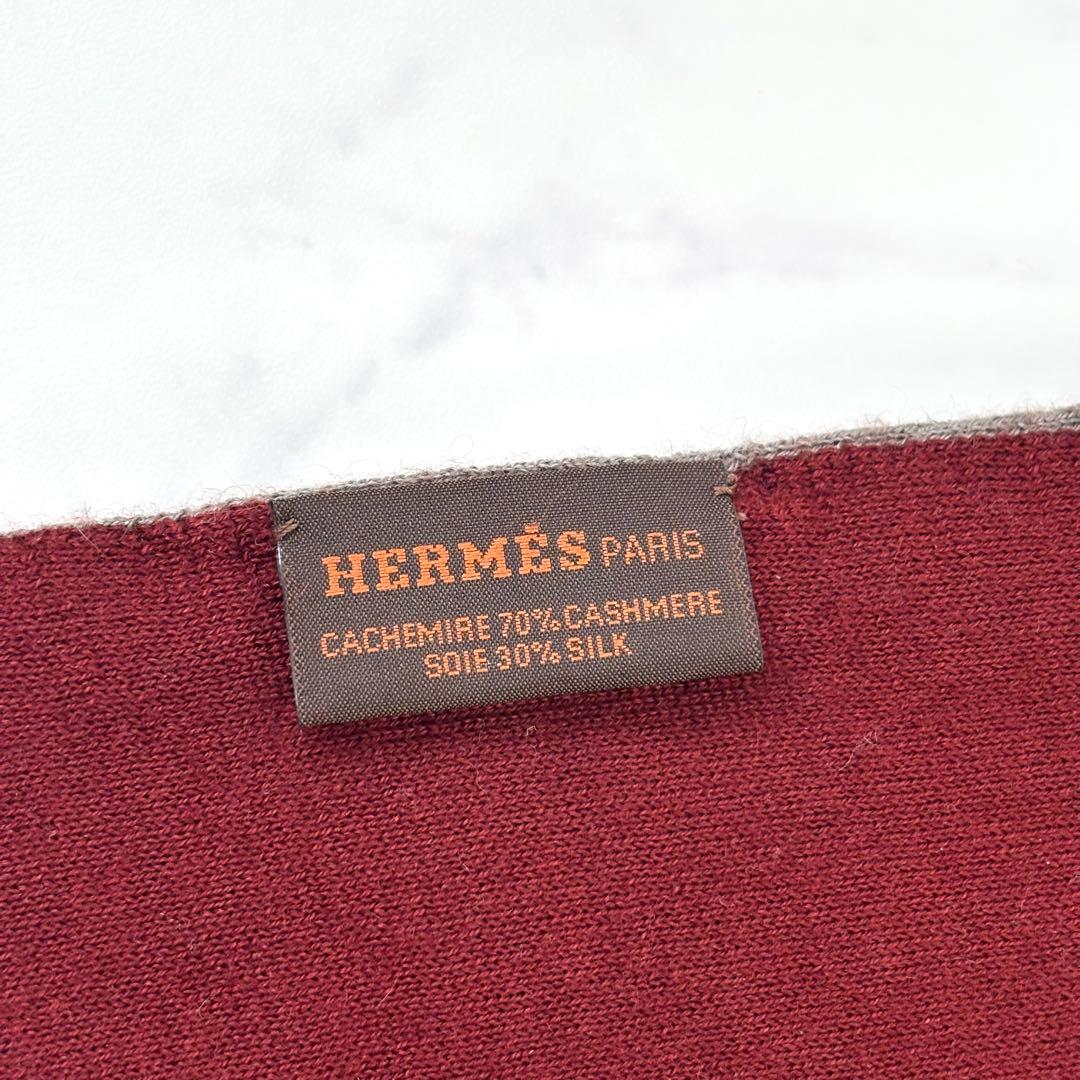 HERMÈS PARIS
CACHEMIRE 70% CASHMERE
SOIE 30% SILK